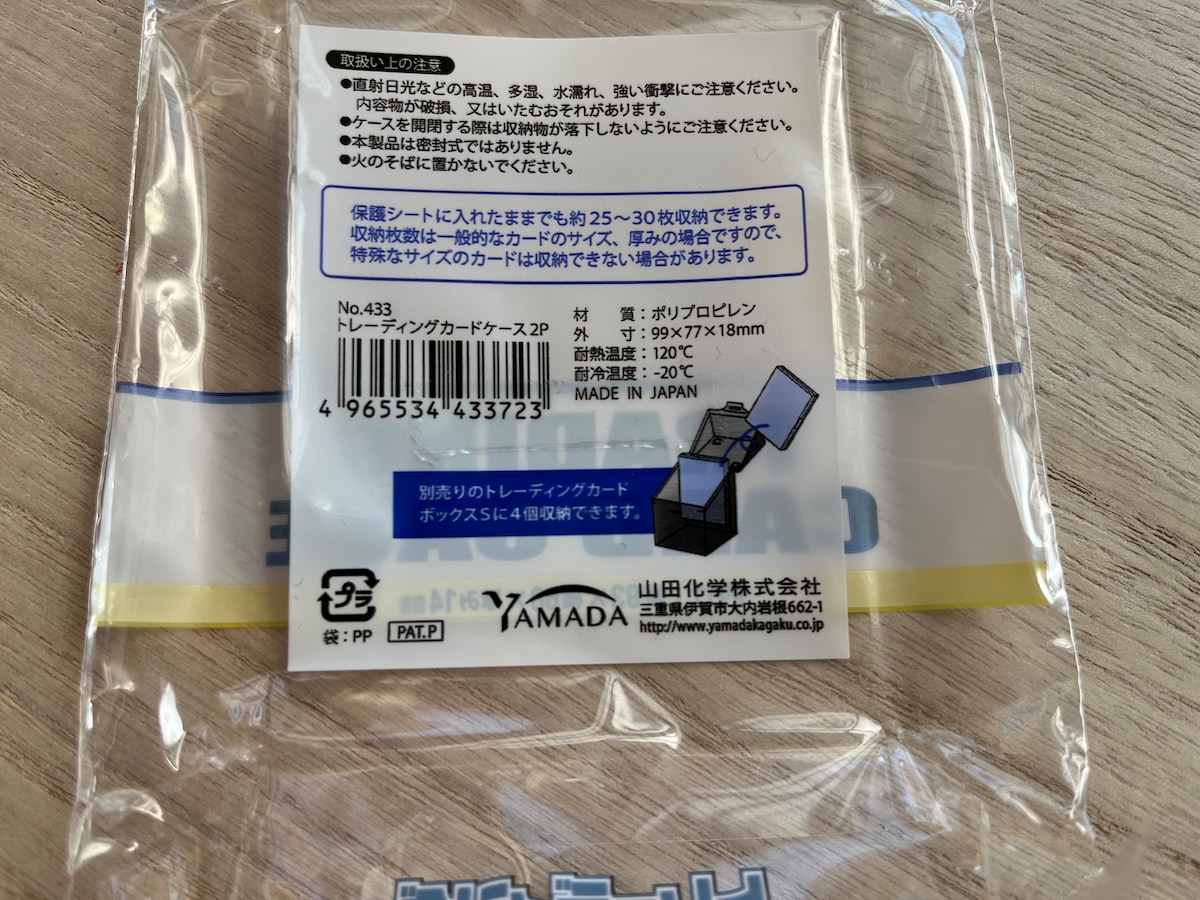 取扱い上の注意
●直射日光などの高温、多湿、水濡れ、強い衝撃にご注意ください。
内容物が破損、又はいたむおそれがあります。
●ケースを開閉する際は収納物が落下しないようにご注意ください。
●本製品は密封式ではありません。
●火のそばに置かないでください。
保護シートに入れたままでも約25〜30枚収納できます。
収納枚数は一般的なカードのサイズ、厚みの場合ですので、
特殊なサイズのカードは収納できない場合があります。
No.433
トレーディングカードケース2P
4 965534 433723
材 質：ポリプロピレン
外 寸：99×77×18mm
耐熱温度：120℃
耐冷温度：-20℃
MADE IN JAPAN
別売りのトレーディングカード
ボックスSに4個収納できます。
プラ
袋：PP
PAT.P
YAMADA
山田化学株式会社
三重県伊賀市大内岩根662-1
http://www.yamadakagaku.co.jp